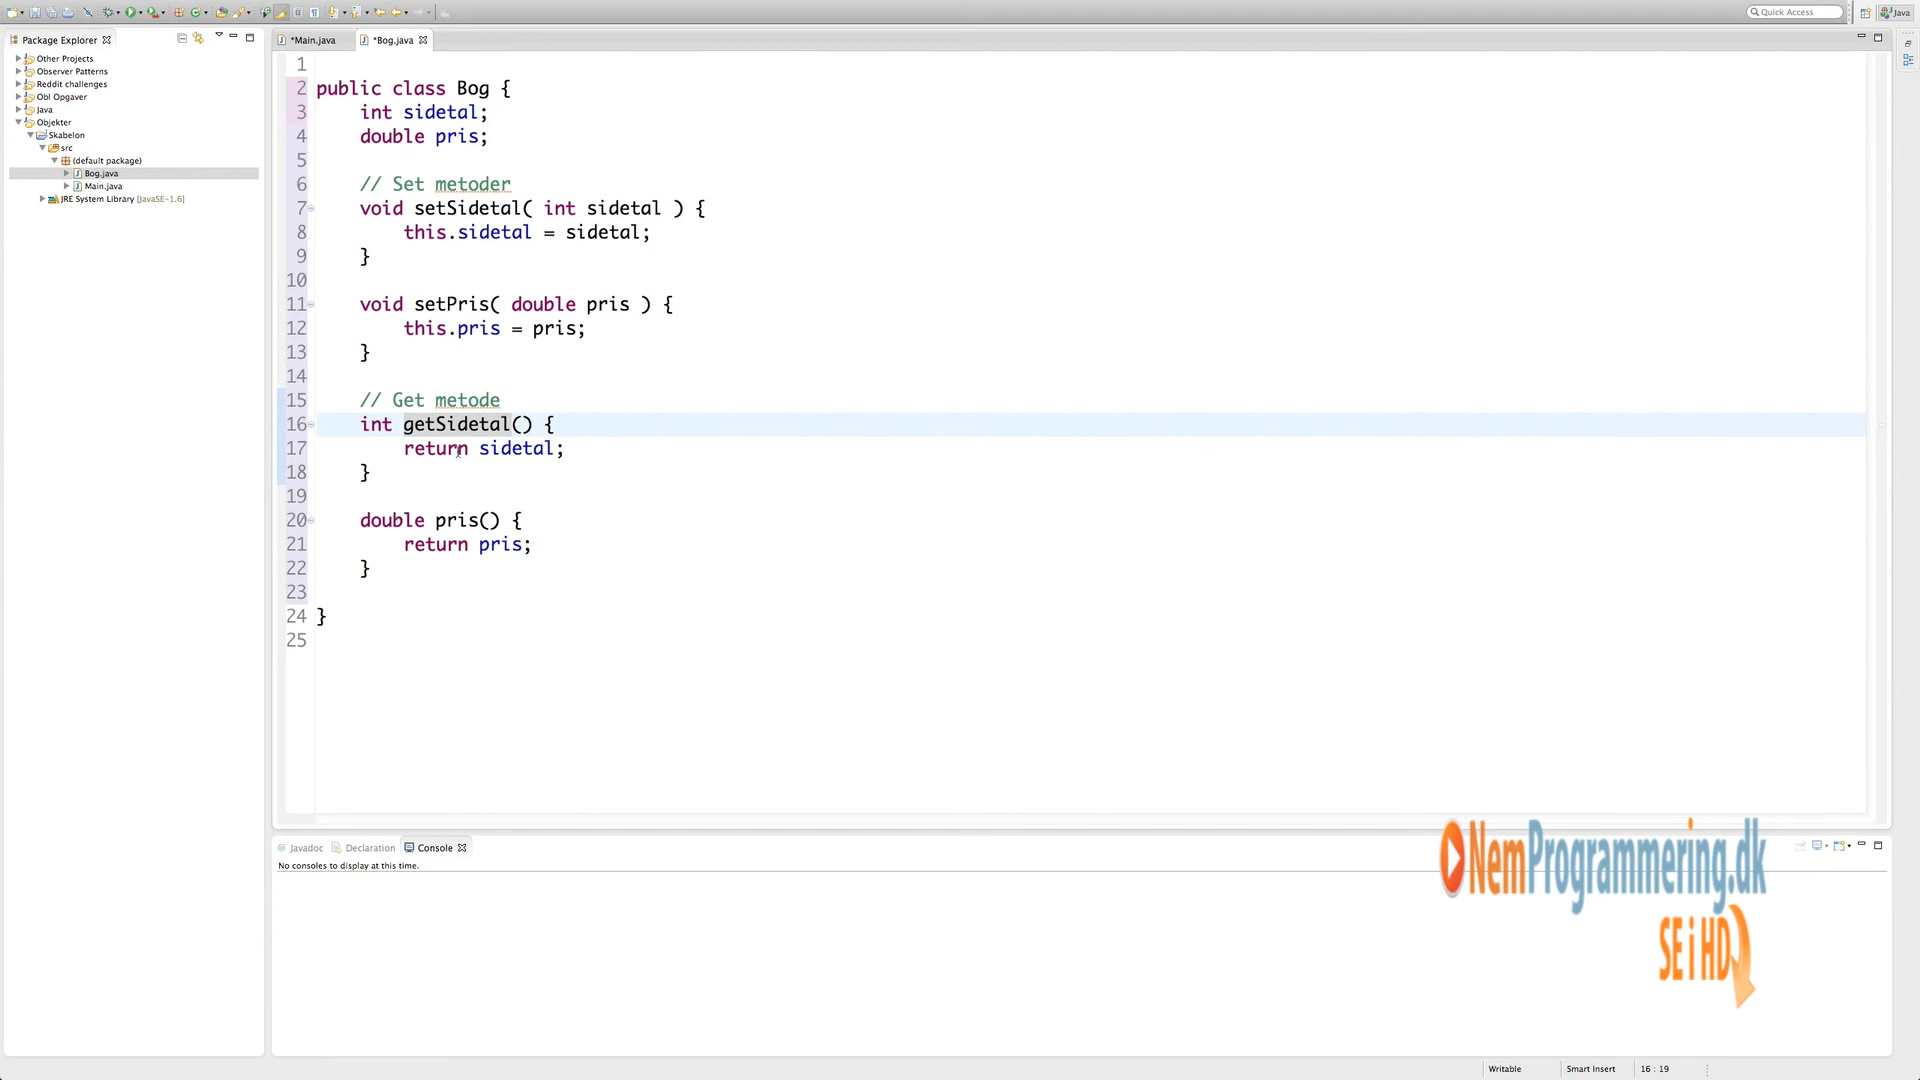 Quick Access
Java
Package Explorer
*Main.java
*Bog.java
Other Projects
Observer Patterns
Reddit challenges
Obl Opgaver
Java
Objekter
Skabelon
src
(default package)
Bog.java
Main.java
JRE System Library [JavaSE-1.6]
1
2 public class Bog {
3 int sidetal;
4 double pris;
5
6 // Set metoder
7 void setSidetal( int sidetal ) {
8 this.sidetal = sidetal;
9 }
10
11 void setPris( double pris ) {
12 this.pris = pris;
13 }
14
15 // Get metode
16 int getSidetal() {
17 return sidetal;
18 }
19
20 double pris() {
21 return pris;
22 }
23
24 }
25
Javadoc Declaration Console
No consoles to display at this time.
NemProgrammering.dk
SE i HD
Writable Smart Insert 16 : 19